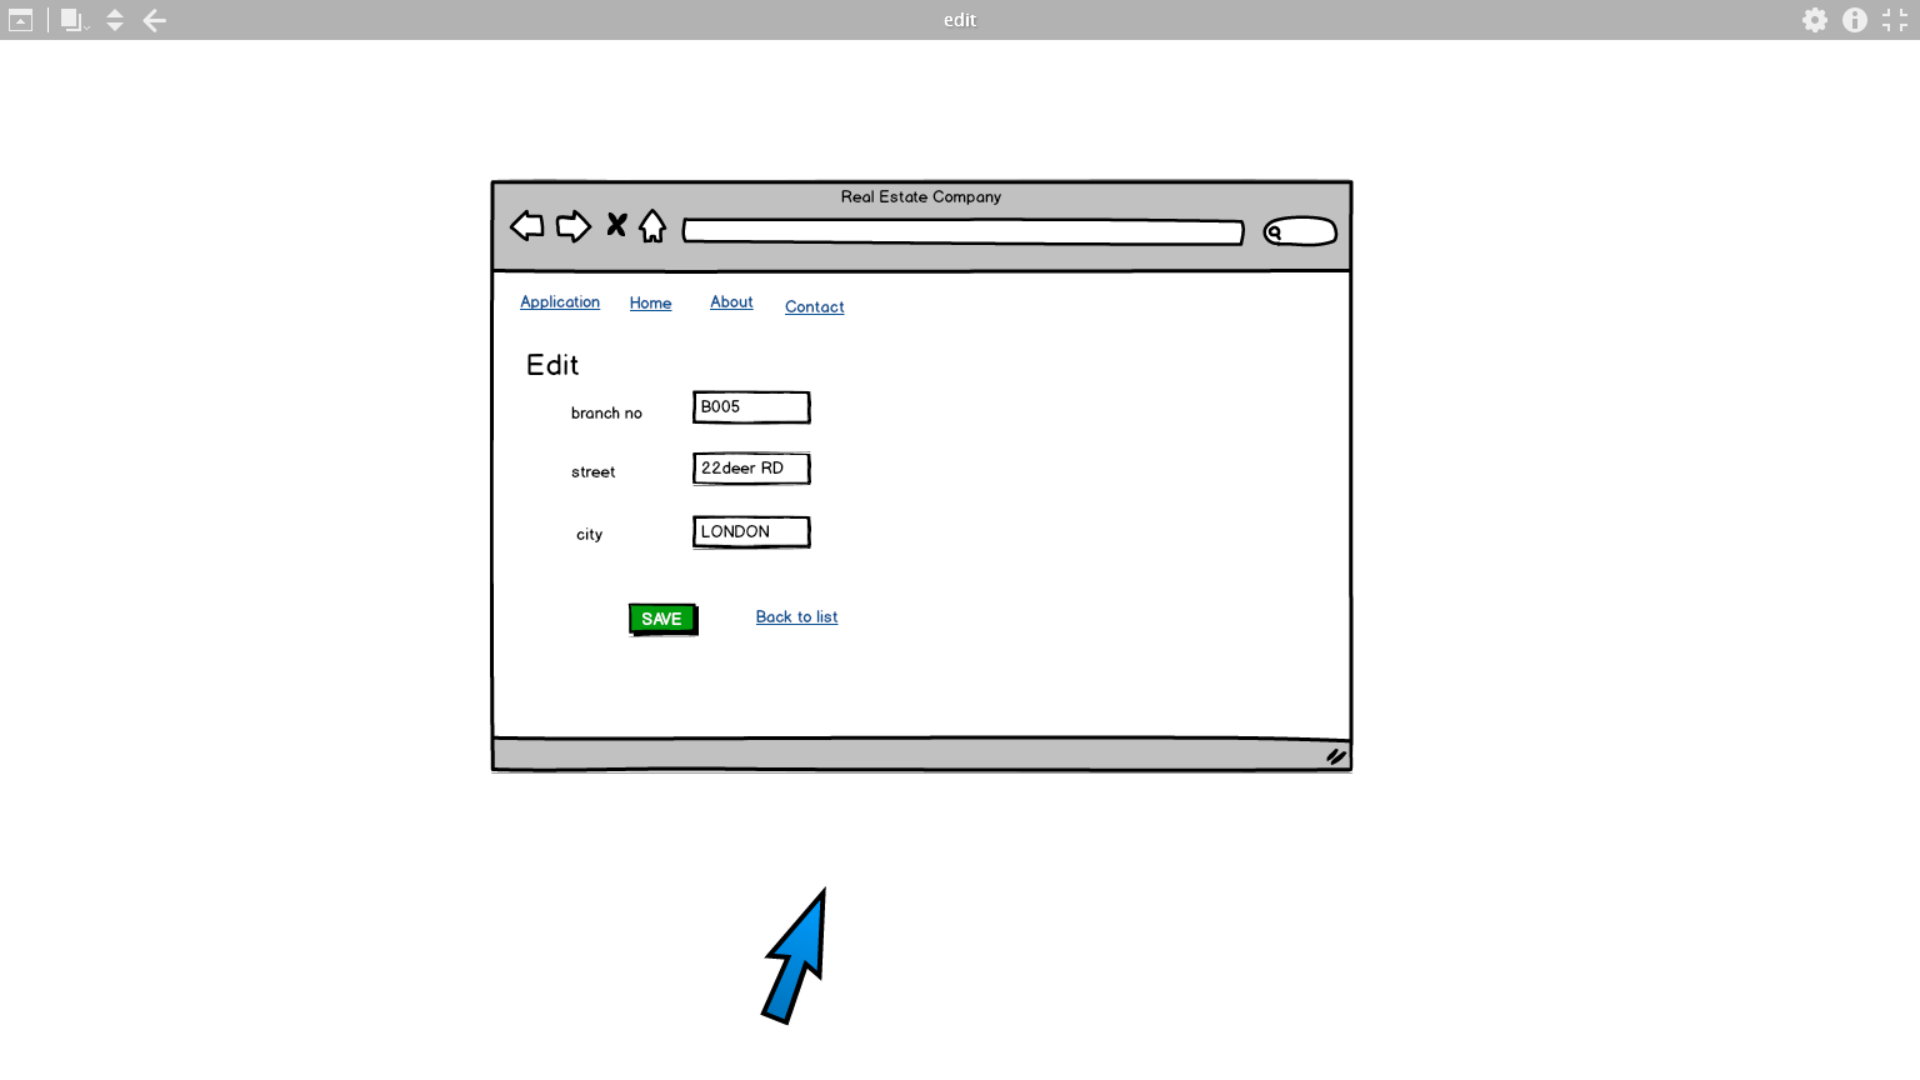 edit
Real Estate Company
Application Home About Contact
Edit
branch no B005
street 22deer RD
city LONDON
SAVE Back to list